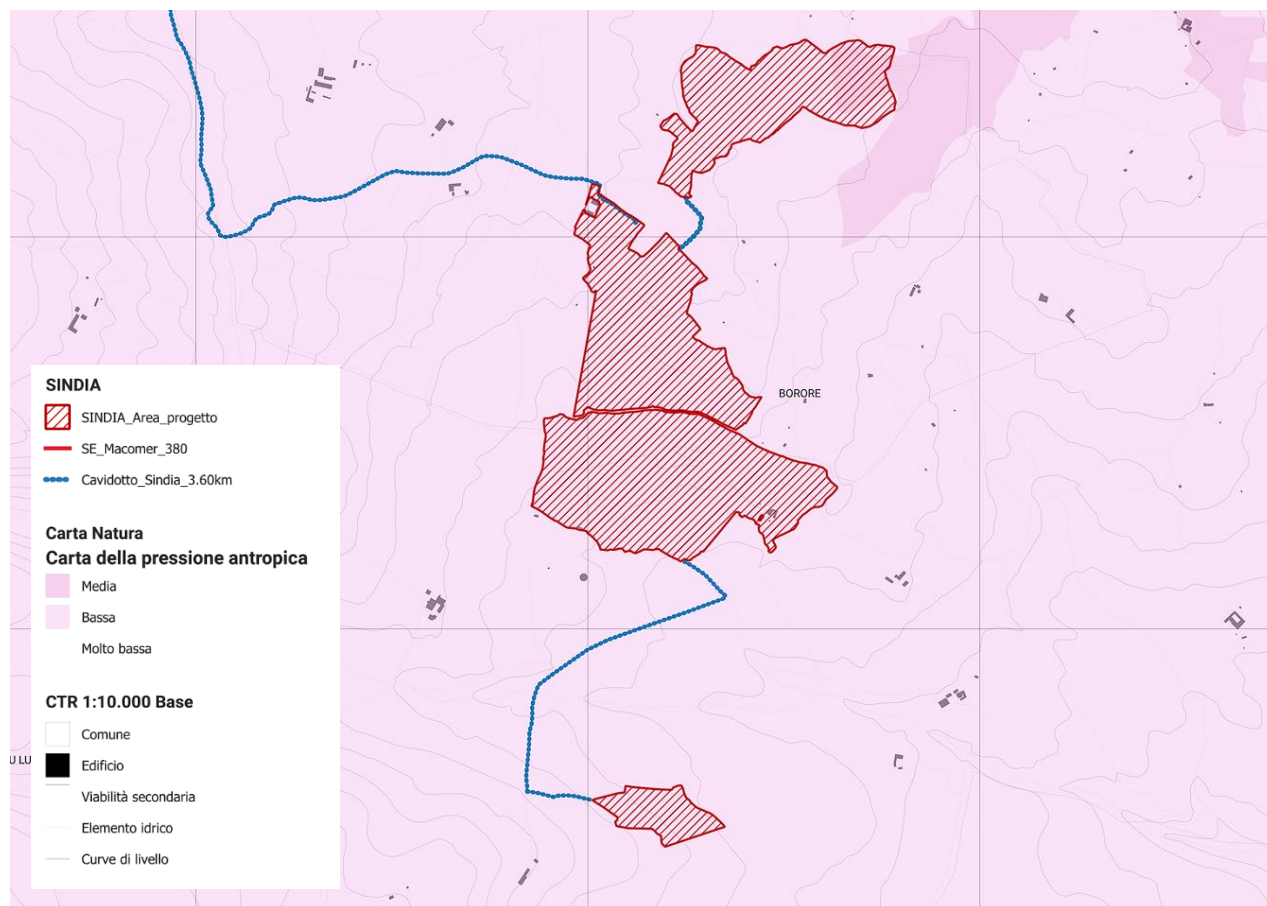 BORORE
SINDIA
SINDIA_Area_progetto
SE_Macomer_380
Cavidotto_Sindia_3.60km
Carta Natura
Carta della pressione antropica
Media
Bassa
Molto bassa
CTR 1:10.000 Base
Comune
Edificio
U LU
Viabilità secondaria
Elemento idrico
Curve di livello